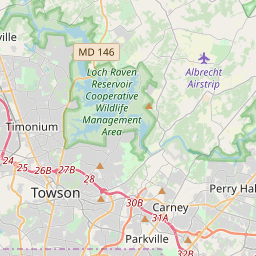 ville
MD 146
Loch Raven
Reservoir
Cooperative
Wildlife
Management
Area
Albrecht
Airstrip
Timonium
24
25
26B
27B
28
Towson
30B
31A
32B
Perry Hall
Carney
Parkville